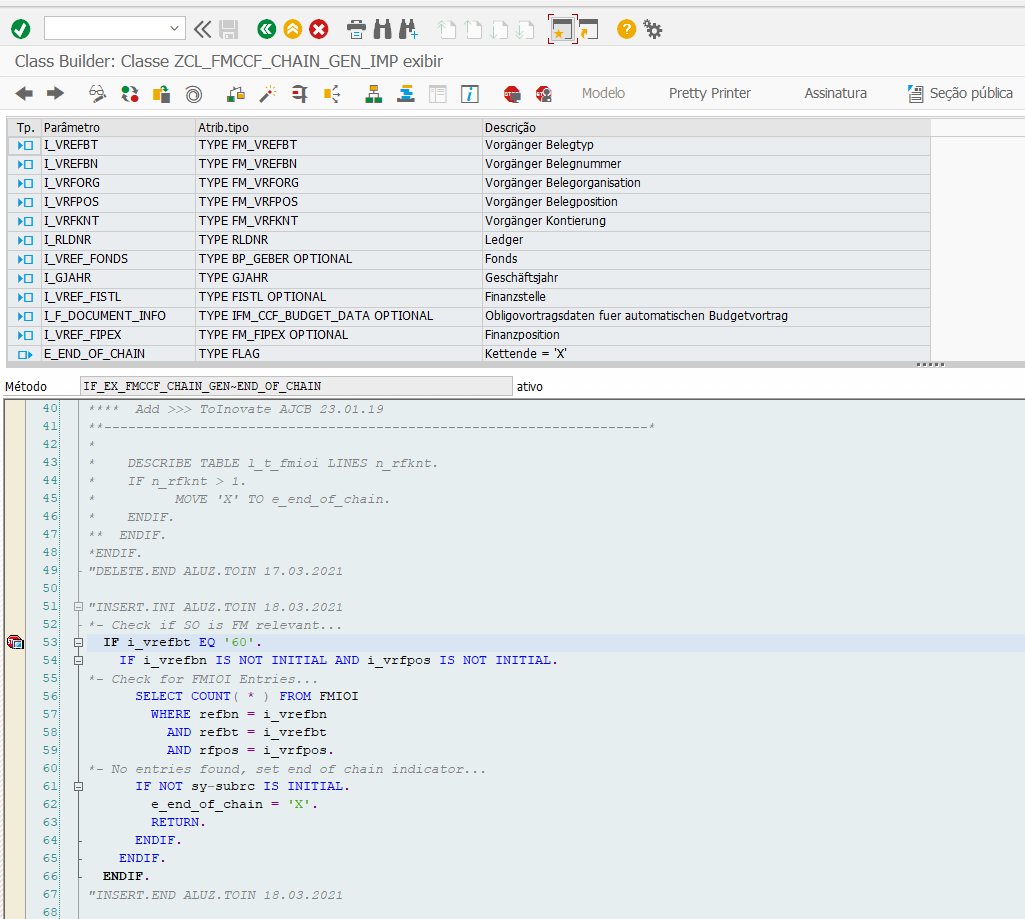 Class Builder: Classe ZCL_FMCCF_CHAIN_GEN_IMP exibir
Modelo Pretty Printer Assinatura Seção pública
Tp. Parâmetro Atrib.tipo Descrição
I_VREFBT TYPE FM_VREFBT Vorgänger Belegtyp
I_VREFBN TYPE FM_VREFBN Vorgänger Belegnummer
I_VRFORG TYPE FM_VRFORG Vorgänger Belegorganisation
I_VRFPOS TYPE FM_VRFPOS Vorgänger Belegposition
I_VRFKNT TYPE FM_VRFKNT Vorgänger Kontierung
I_RLDNR TYPE RLDNR Ledger
I_VREF_FONDS TYPE BP_GEBER OPTIONAL Fonds
I_GJAHR TYPE GJAHR Geschäftsjahr
I_VREF_FISTL TYPE FISTL OPTIONAL Finanzstelle
I_F_DOCUMENT_INFO TYPE IFM_CCF_BUDGET_DATA OPTIONAL Obligovortragsdaten fuer automatischen Budgetvortrag
I_VREF_FIPEX TYPE FM_FIPEX OPTIONAL Finanzposition
E_END_OF_CHAIN TYPE FLAG Kettende = 'X'
Método IF_EX_FMCCF_CHAIN_GEN~END_OF_CHAIN ativo
40 **** Add >>> ToInovate AJCB 23.01.19
41 **---------------------------------------------------------------------*
42 *
43 * DESCRIBE TABLE l_t_fmioi LINES n_rfknt.
44 * IF n_rfknt > 1.
45 * MOVE 'X' TO e_end_of_chain.
46 * ENDIF.
47 ** ENDIF.
48 *ENDIF.
49 "DELETE.END ALUZ.TOIN 17.03.2021
50
51 "INSERT.INI ALUZ.TOIN 18.03.2021
52 *- Check if SO is FM relevant...
53 IF i_vrefbt EQ '60'.
54 IF i_vrefbn IS NOT INITIAL AND i_vrfpos IS NOT INITIAL.
55 *- Check for FMIOI Entries...
56 SELECT COUNT( * ) FROM FMIOI
57 WHERE refbn = i_vrefbn
58 AND refbt = i_vrefbt
59 AND rfpos = i_vrfpos.
60 *- No entries found, set end of chain indicator...
61 IF NOT sy-subrc IS INITIAL.
62 e_end_of_chain = 'X'.
63 RETURN.
64 ENDIF.
65 ENDIF.
66 ENDIF.
67 "INSERT.END ALUZ.TOIN 18.03.2021
68